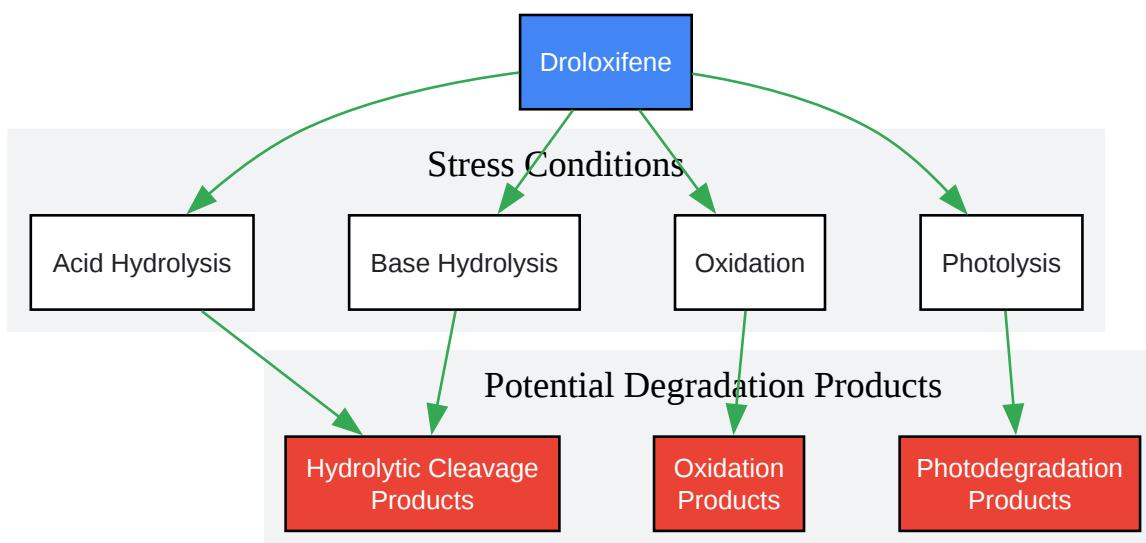 Droloxifene
Stress Conditions
Acid Hydrolysis
Base Hydrolysis
Oxidation
Photolysis
Potential Degradation Products
Hydrolytic Cleavage
Products
Oxidation
Products
Photodegradation
Products